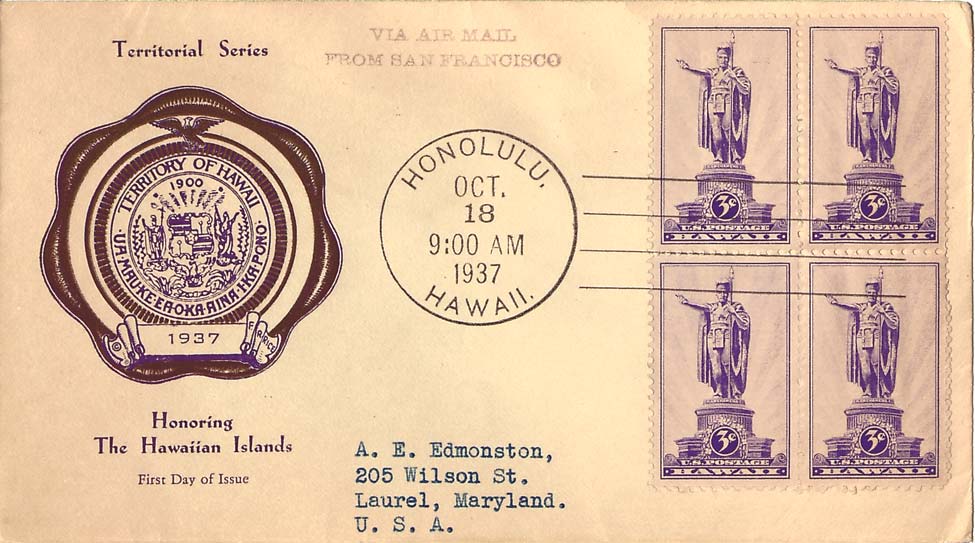 Territorial Series
VIA AIR MAIL
FROM SAN FRANCISCO
TERRITORY OF HAWAII
1900
UA·MAU·KE·EA·O·KA·AINA·I·KA·PONO
1937
HONOLULU,
OCT.
18
9:00 AM
1937
HAWAII.
3¢
U.S. POSTAGE
HAWAII
3¢
U.S. POSTAGE
HAWAII
3¢
U.S. POSTAGE
HAWAII
3¢
U.S. POSTAGE
HAWAII
Honoring
The Hawaiian Islands
First Day of Issue
A. E. Edmonston,
205 Wilson St.
Laurel, Maryland.
U. S. A.